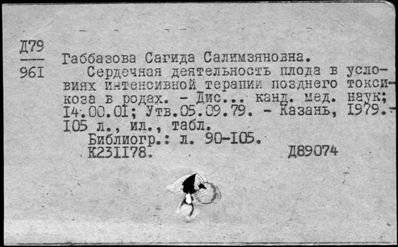 Д79
961
Габбазова Сагида Салимзяновна.
Сердечная деятельность плода в усло-
виях интенсивной терапии позднего токси-
коза в родах. - Дис... канд. мед. наук;
14.00.01; Утв.05.09.79. - Казань, 1979.-
105 л., ил., табл.
Библиогр.: л. 90-105.
К231178. Д89074